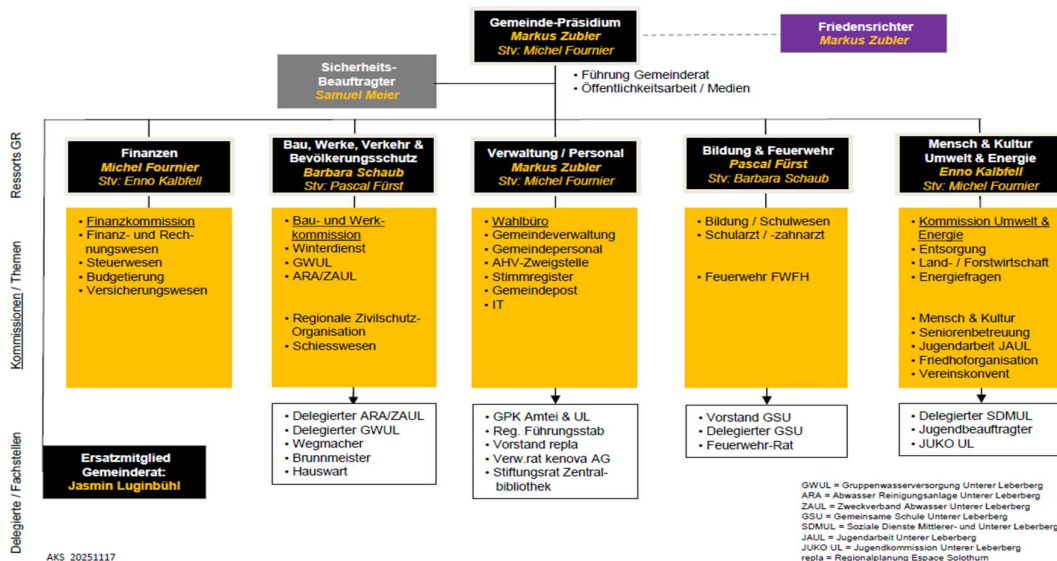 Gemeinde-Präsidium
Markus Zubler
Stv: Michel Fournier
Friedensrichter
Markus Zubler
Sicherheits-
Beauftragter
Samuel Meier
• Führung Gemeinderat
• Öffentlichkeitsarbeit / Medien
Ressorts GR
Finanzen
Michel Fournier
Stv: Enno Kalbfell
Bau, Werke, Verkehr &
Bevölkerungsschutz
Barbara Schaub
Stv: Pascal Fürst
Verwaltung / Personal
Markus Zubler
Stv: Michel Fournier
Bildung & Feuerwehr
Pascal Fürst
Stv: Barbara Schaub
Mensch & Kultur
Umwelt & Energie
Enno Kalbfell
Stv: Michel Fournier
Kommissionen / Themen
• Finanzkommission
• Finanz- und Rech-
nungswesen
• Steuerwesen
• Budgetierung
• Versicherungswesen
• Bau- und Werk-
kommission
• Winterdienst
• GWUL
• ARA/ZAUL
• Regionale Zivilschutz-
Organisation
• Schiesswesen
• Wahlbüro
• Gemeindeverwaltung
• Gemeindepersonal
• AHV-Zweigstelle
• Stimmregister
• Gemeindepost
• IT
• Bildung / Schulwesen
• Schularzt / -zahnarzt
• Feuerwehr FWFH
• Kommission Umwelt &
Energie
• Entsorgung
• Land- / Forstwirtschaft
• Energiefragen
• Mensch & Kultur
• Seniorenbetreuung
• Jugendarbeit JAUL
• Friedhoforganisation
• Vereinskonvent
Delegierte / Fachstellen
Ersatzmitglied
Gemeinderat:
Jasmin Luginbühl
• Delegierter ARA/ZAUL
• Delegierter GWUL
• Wegmacher
• Brunnmeister
• Hauswart
• GPK Amtei & UL
• Reg. Führungsstab
• Vorstand repla
• Verw.rat kenova AG
• Stiftungsrat Zentral-
bibliothek
• Vorstand GSU
• Delegierter GSU
• Feuerwehr-Rat
• Delegierter SDMUL
• Jugendbeauftragter
• JUKO UL
GWUL = Gruppenwasserversorgung Unterer Leberberg
ARA = Abwasser Reinigungsanlage Unterer Leberberg
ZAUL = Zweckverband Abwasser Unterer Leberberg
GSU = Gemeinsame Schule Unterer Leberberg
SDMUL = Soziale Dienste Mittlerer- und Unterer Leberberg
JAUL = Jugendarbeit Unterer Leberberg
JUKO UL = Jugendkommission Unterer Leberberg
repla = Regionalplanung Espace Solothurn
AKS_20251117